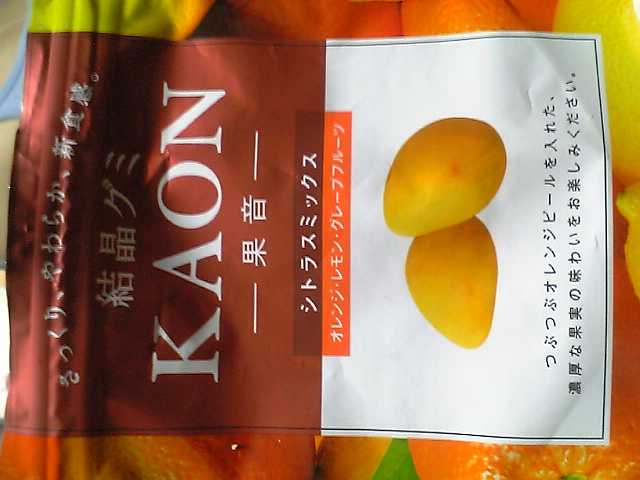 さっくり、やわらか、新食感。
結晶グミ
KAON
果音
シトラスミックス
オレンジ・レモン・グレープフルーツ
つぶつぶオレンジピールを入れた、
濃厚な果実の味わいをお楽しみください。